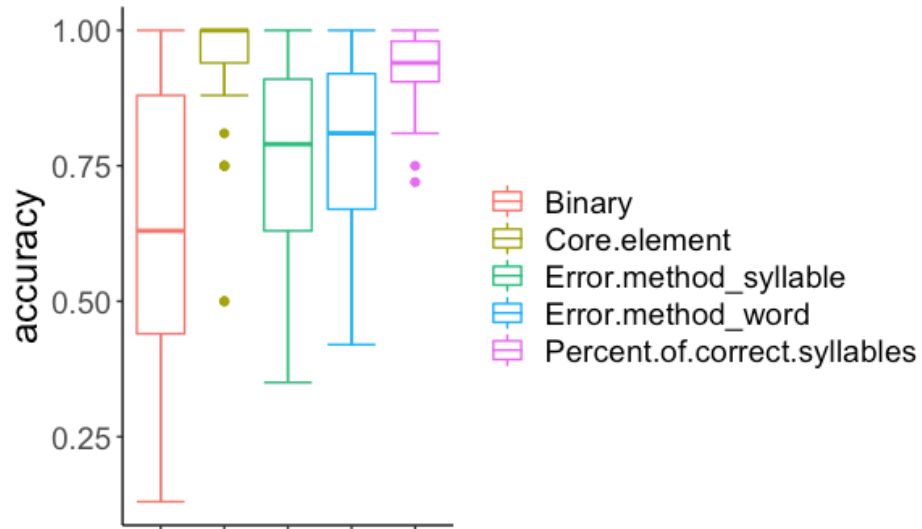 1.00
0.75
0.50
0.25
accuracy
Binary
Core.element
Error.method_syllable
Error.method_word
Percent.of.correct.syllables